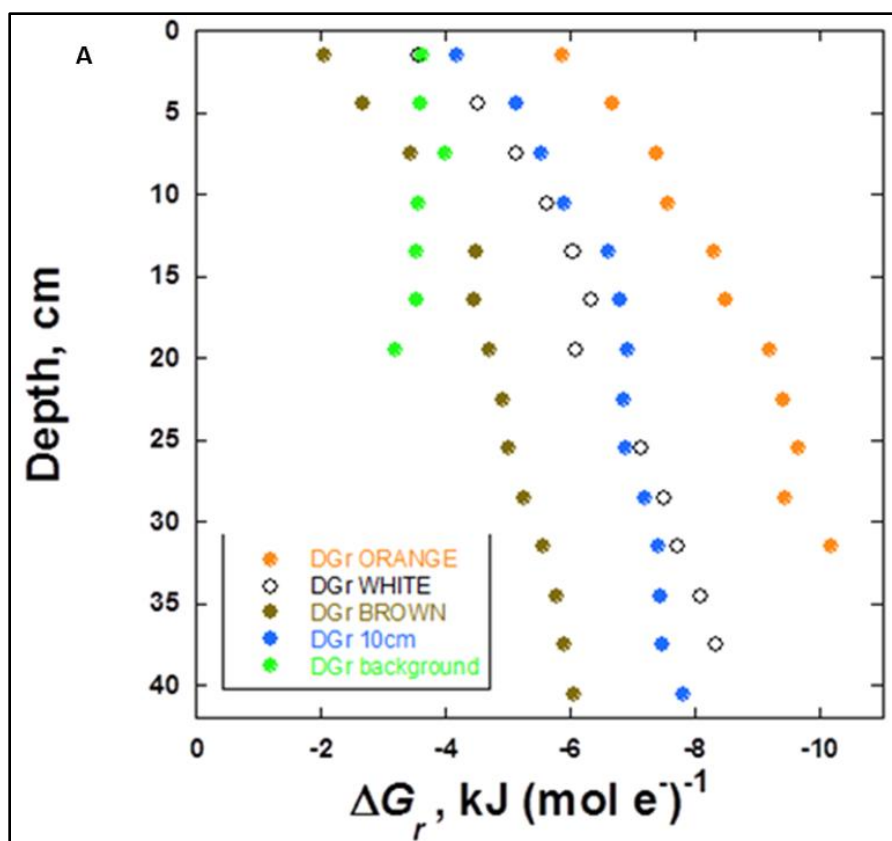 A
0
5
10
15
20
25
30
35
40
Depth, cm
DGr ORANGE
DGr WHITE
DGr BROWN
DGr 10cm
DGr background
0 -2 -4 -6 -8 -10
ΔG_r, kJ (mol e⁻)⁻¹